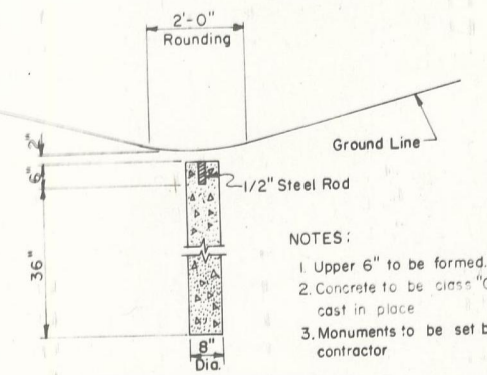 2'-0"
Rounding
Ground Line
2"
6"
1/2" Steel Rod
36"
NOTES:
1. Upper 6" to be formed.
2. Concrete to be class
cast in place
3. Monuments to be set
contractor
8"
Dia.